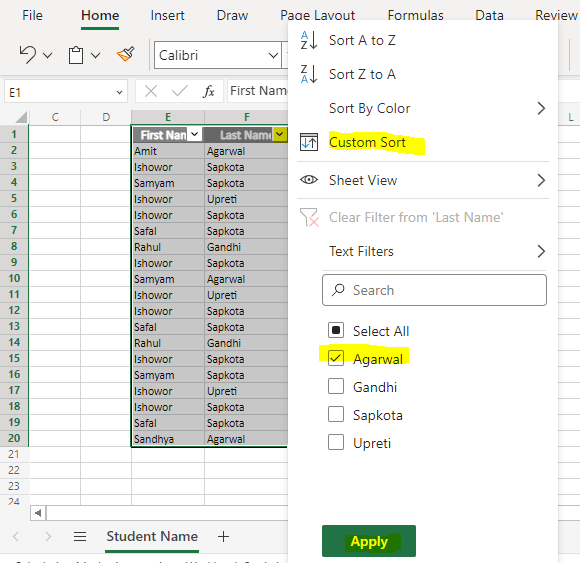 File Home Insert Draw Page Layout Formulas Data Review
Calibri
E1 fx First Name
C D E F L
1 First Nam Last Name
2 Amit Agarwal
3 Ishowor Sapkota
4 Samyam Sapkota
5 Ishowor Upreti
6 Ishowor Sapkota
7 Safal Sapkota
8 Rahul Gandhi
9 Ishowor Sapkota
10 Samyam Agarwal
11 Ishowor Upreti
12 Ishowor Sapkota
13 Safal Sapkota
14 Rahul Gandhi
15 Ishowor Sapkota
16 Samyam Sapkota
17 Ishowor Upreti
18 Ishowor Sapkota
19 Safal Sapkota
20 Sandhya Agarwal
21
22
23
24
Student Name
Sort A to Z
Sort Z to A
Sort By Color
Custom Sort
Sheet View
Clear Filter from 'Last Name'
Text Filters
Search
Select All
Agarwal
Gandhi
Sapkota
Upreti
Apply